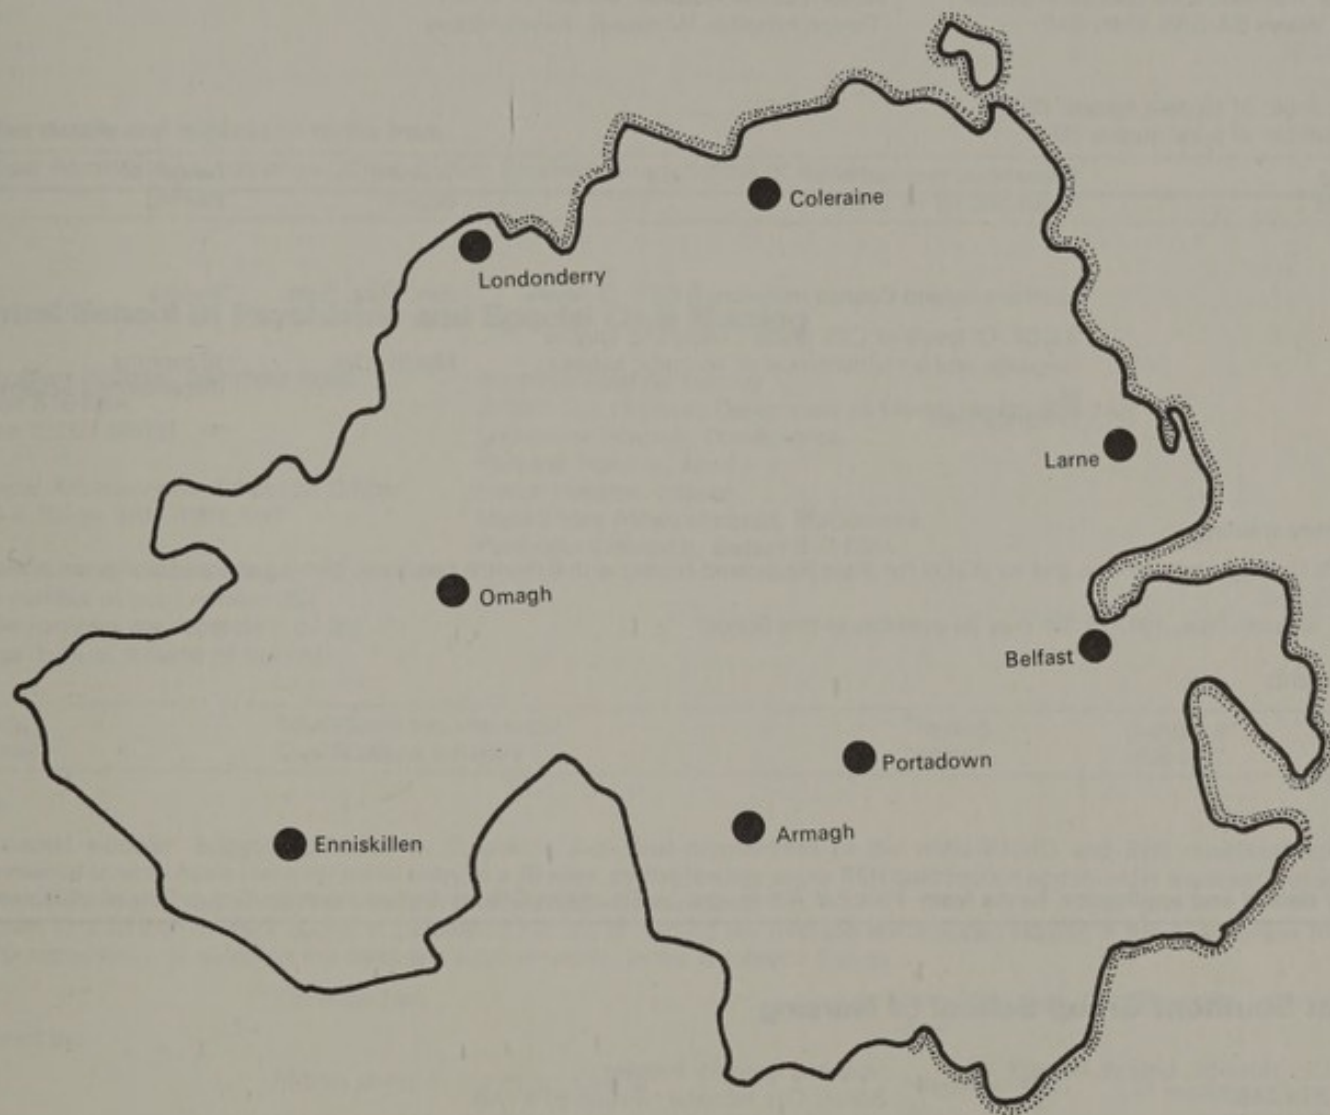 Coleraine
Londonderry
Larne
Omagh
Belfast
Portadown
Armagh
Enniskillen